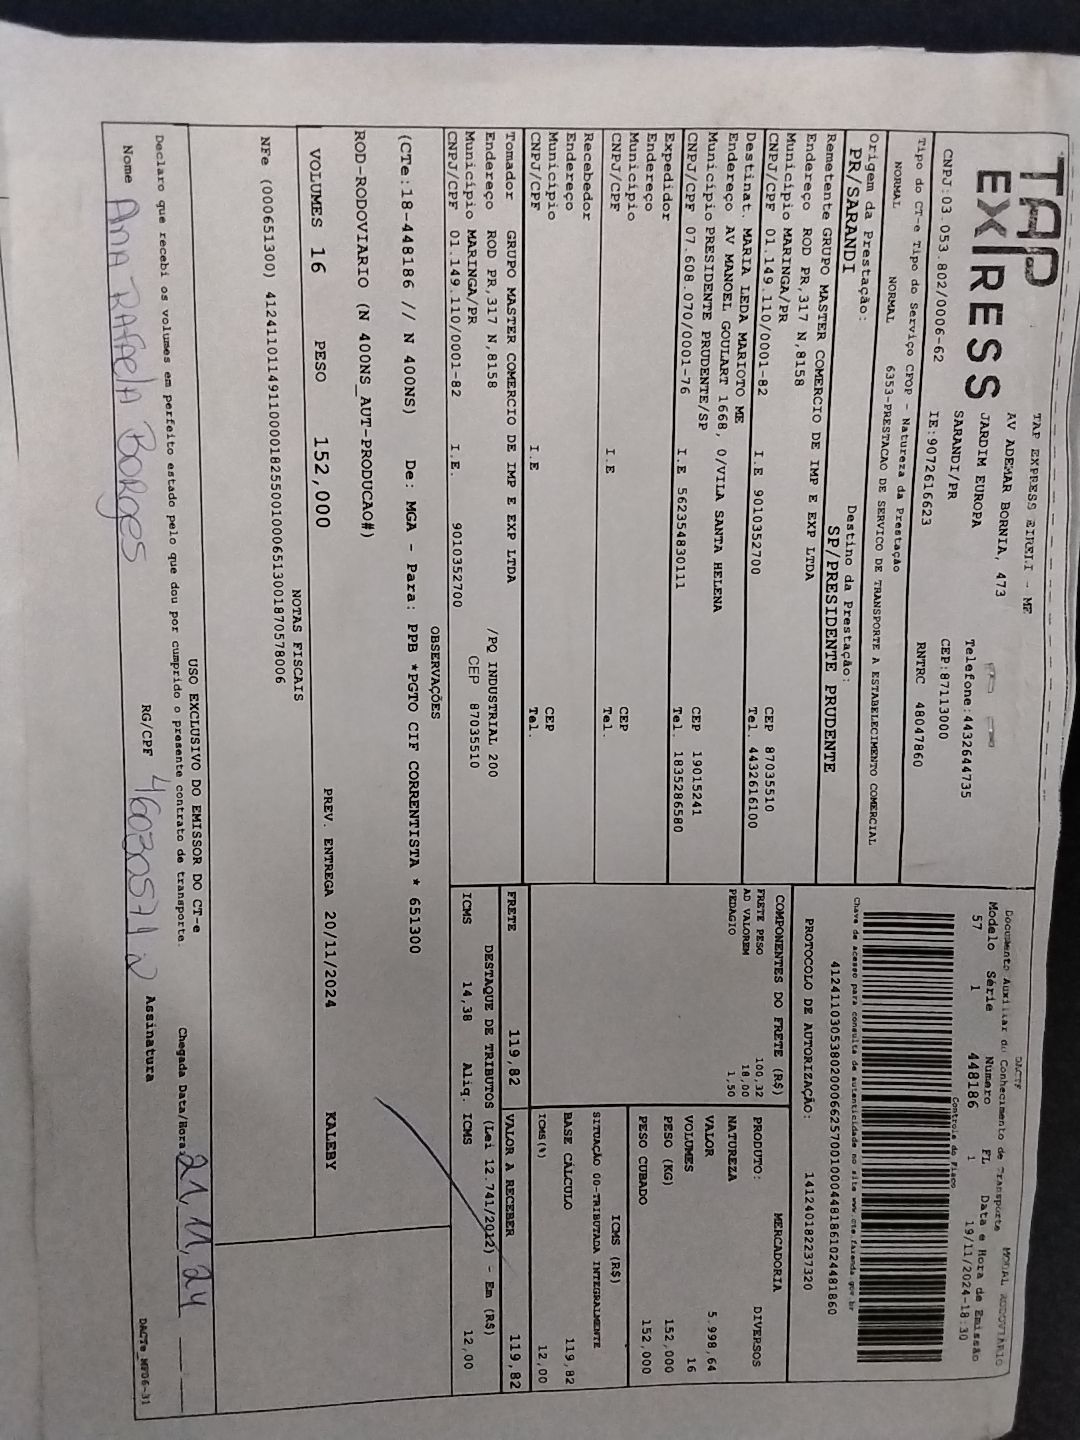 TAP EXPRESS
TAP EXPRESS EIRELI - ME
AV ADEMAR BORNIA, 473
JARDIM EUROPA
SARANDI/PR
Telefone:4432644735
CEP:87113000
CNPJ:03.053.802/0006-62
IE:9072616623
RNTRC 48047860
Tipo do CT-e Tipo do Serviço CFOP - Natureza da Prestação
NORMAL NORMAL 6353-PRESTACAO DE SERVICO DE TRANSPORTE A ESTABELECIMENTO COMERCIAL
Origem da Prestação: Destino da Prestação:
PR/SARANDI SP/PRESIDENTE PRUDENTE
Remetente GRUPO MASTER COMERCIO DE IMP E EXP LTDA
Endereço ROD PR,317 N,8158
Município MARINGA/PR CEP 87035510
CNPJ/CPF 01.149.110/0001-82 I.E 9010352700 Tel. 4432616100
Destinat. MARIA LEDA MARIOTO ME
Endereço AV MANOEL GOULART 1668, 0/VILA SANTA HELENA
Município PRESIDENTE PRUDENTE/SP CEP 19015241
CNPJ/CPF 07.608.070/0001-76 I.E 562354830111 Tel. 1835286580
Expedidor
Endereço
Município CEP
CNPJ/CPF I.E Tel.
Recebedor
Endereço
Município CEP
CNPJ/CPF I.E Tel.
Tomador GRUPO MASTER COMERCIO DE IMP E EXP LTDA
Endereço ROD PR,317 N,8158 /PQ INDUSTRIAL 200
Município MARINGA/PR CEP 87035510
CNPJ/CPF 01.149.110/0001-82 I.E. 9010352700
DACTE
Documento Auxiliar do Conhecimento de Transporte MODAL RODOVIÁRIO
Modelo Série Numero FL Data e Hora de Emissão
57 1 448186 1 19/11/2024-18:30
Controle do Fisco
Chave de acesso para consulta de autenticidade no site www.cte.fazenda.gov.br
41241103053802000662570010004481861024481860
PROTOCOLO DE AUTORIZAÇÃO: 141240182237320
COMPONENTES DO FRETE (R$)
FRETE PESO 100,32
AD VALOREM 18,00
PEDAGIO 1,50
MERCADORIA
PRODUTO: DIVERSOS
NATUREZA
VALOR 5.998,64
VOLUMES 16
PESO (KG) 152,000
PESO CUBADO 152,000
ICMS (R$)
SITUAÇÃO 00-TRIBUTADA INTEGRALMENTE
BASE CÁLCULO 119,82
ICMS(%) 12,00
FRETE 119,82 VALOR A RECEBER 119,82
DESTAQUE DE TRIBUTOS (Lei 12.741/2012) - Em (R$)
ICMS 14,38 Aliq. ICMS 12,00
OBSERVAÇÕES
(CTe:18-448186 // N 400NS) De: MGA - Para: PPB *PGTO CIF CORRENTISTA * 651300
ROD-RODOVIARIO (N 400NS_AUT-PRODUCAO#)
VOLUMES 16 PESO 152,000 PREV. ENTREGA 20/11/2024 KALEBY
NOTAS FISCAIS
NFe (000651300) 41241101149110000182550010006513001870578006
USO EXCLUSIVO DO EMISSOR DO CT-e
Declaro que recebi os volumes em perfeito estado pelo que dou por cumprido o presente contrato de transporte. Chegada Data/Hora: 21/11/24
Nome Ana Rafaela Borges RG/CPF Assinatura
DACTe_MF06-31